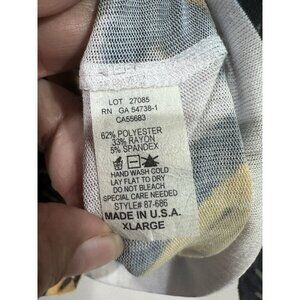 LOT 27085
RN GA 54738-1
CA55683
62% POLYESTER
33% RAYON
5% SPANDEX
HAND WASH COLD
LAY FLAT TO DRY
DO NOT BLEACH
SPECIAL CARE NEEDED
STYLE# 87-686
MADE IN U.S.A.
XLARGE